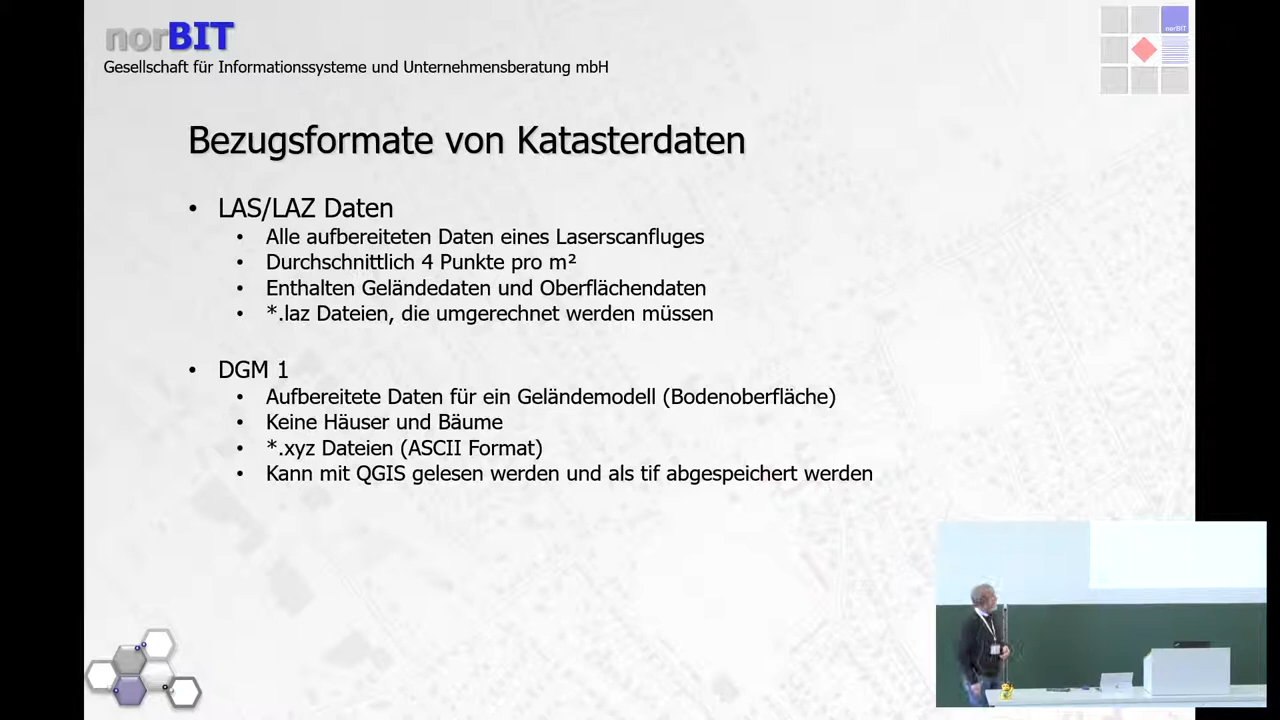 norBIT
Gesellschaft für Informationssysteme und Unternehmensberatung mbH
norBIT
Bezugsformate von Katasterdaten
• LAS/LAZ Daten
• Alle aufbereiteten Daten eines Laserscanfluges
• Durchschnittlich 4 Punkte pro m²
• Enthalten Geländedaten und Oberflächendaten
• *.laz Dateien, die umgerechnet werden müssen
• DGM 1
• Aufbereitete Daten für ein Geländemodell (Bodenoberfläche)
• Keine Häuser und Bäume
• *.xyz Dateien (ASCII Format)
• Kann mit QGIS gelesen werden und als tif abgespeichert werden